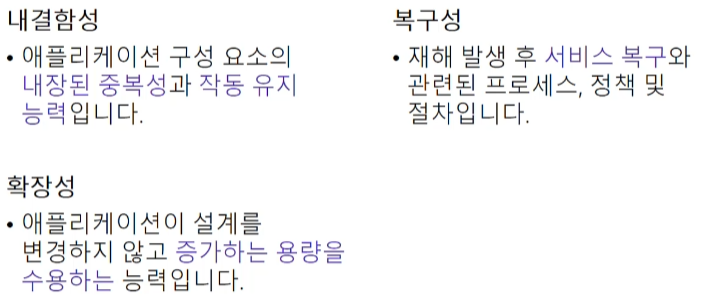 내결함성
• 애플리케이션 구성 요소의
내장된 중복성과 작동 유지
능력입니다.
복구성
• 재해 발생 후 서비스 복구와
관련된 프로세스, 정책 및
절차입니다.
확장성
• 애플리케이션이 설계를
변경하지 않고 증가하는 용량을
수용하는 능력입니다.